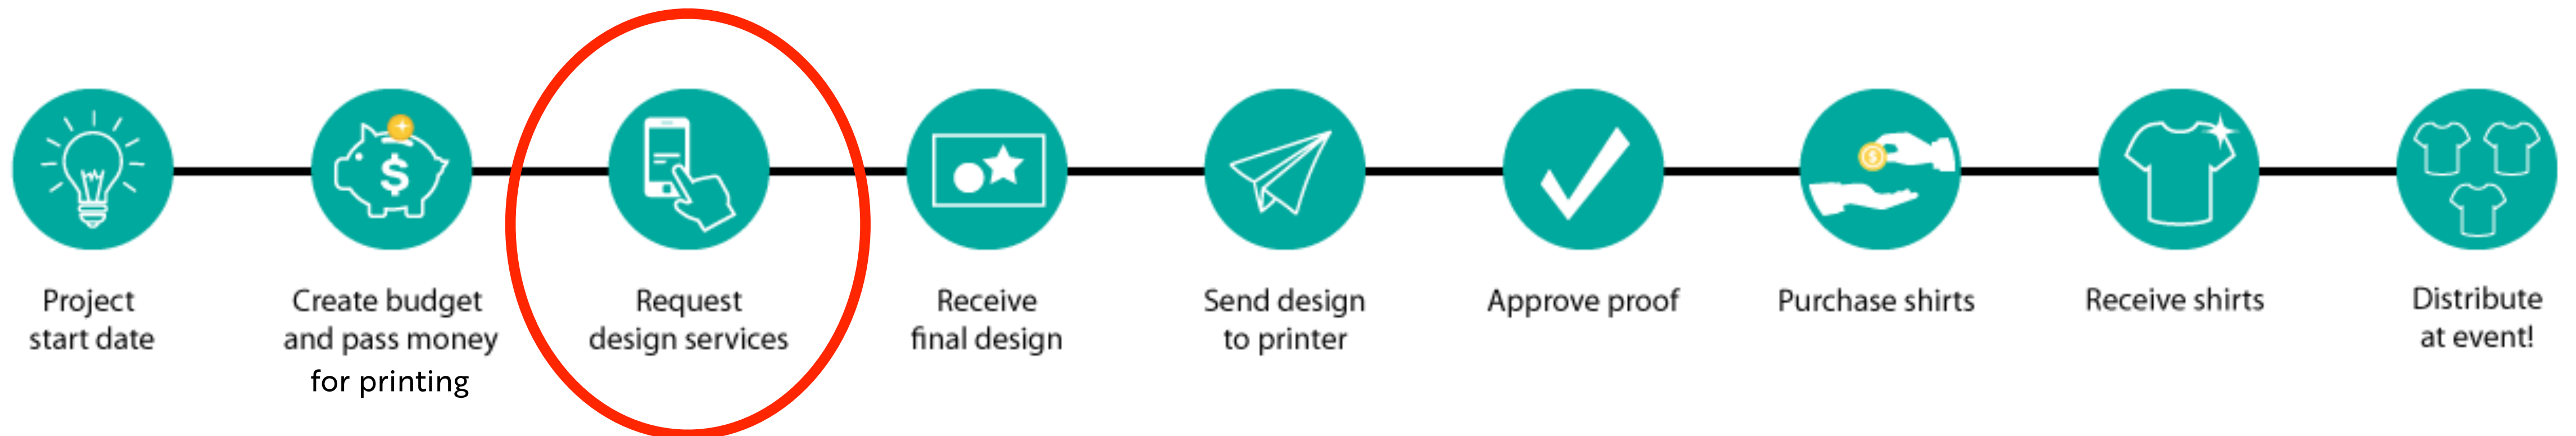 Project
start date
Create budget
and pass money
for printing
Request
design services
Receive
final design
Send design
to printer
Approve proof
Purchase shirts
Receive shirts
Distribute
at event!
$
$